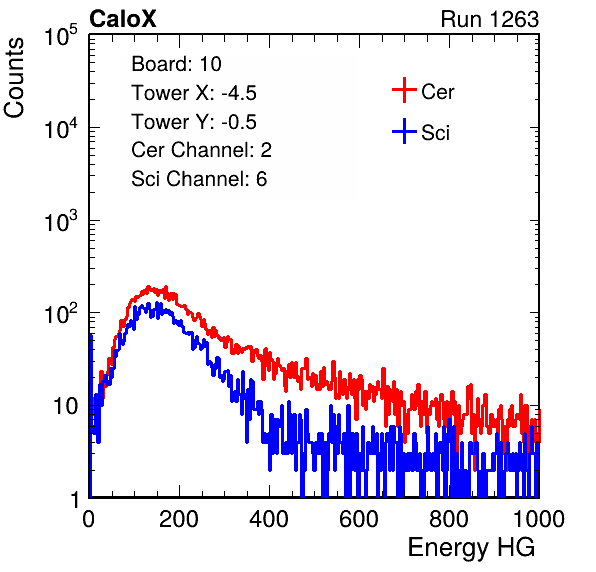 CaloX Run 1263
Counts
Board: 10
Tower X: -4.5
Tower Y: -0.5
Cer Channel: 2
Sci Channel: 6
Cer
Sci
10^5
10^4
10^3
10^2
10
1
0 200 400 600 800 1000
Energy HG